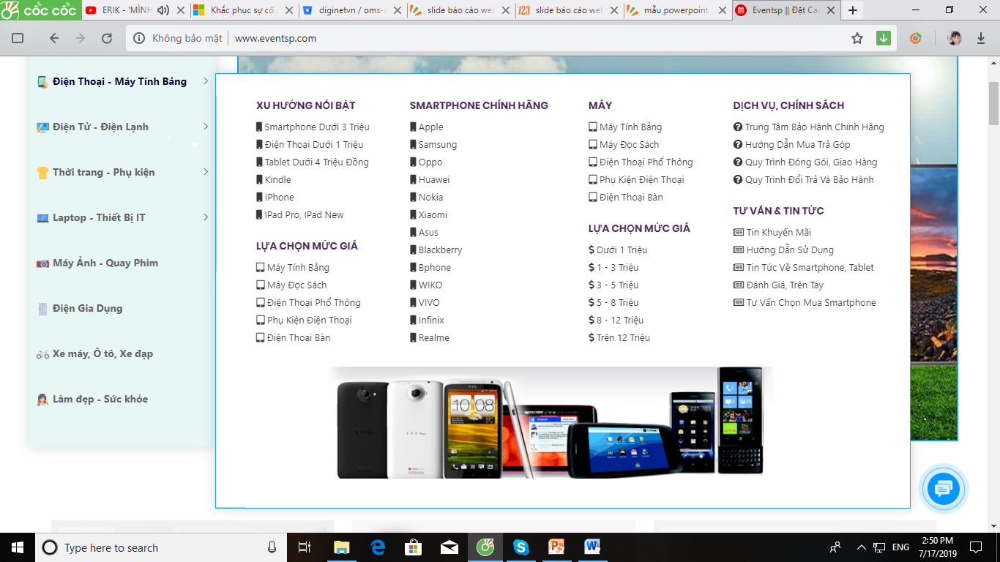 cốc cốc
ERIK - 'MÌNH
Khắc phục sự cố
diginetvn / oms-
slide báo cáo web
123 slide báo cáo web
mẫu powerpoint
Eventsp || Đặt Cá
Không bảo mật www.eventsp.com
Điện Thoại - Máy Tính Bảng
Điện Tử - Điện Lạnh
Thời trang - Phụ kiện
Laptop - Thiết Bị IT
Máy Ảnh - Quay Phim
Điện Gia Dụng
Xe máy, Ô tô, Xe đạp
Làm đẹp - Sức khỏe
XU HƯỚNG NỔI BẬT
Smartphone Dưới 3 Triệu
Điện Thoại Dưới 1 Triệu
Tablet Dưới 4 Triệu Đồng
Kindle
IPhone
IPad Pro, IPad New
LỰA CHỌN MỨC GIÁ
Máy Tính Bảng
Máy Đọc Sách
Điện Thoại Phổ Thông
Phụ Kiện Điện Thoại
Điện Thoại Bàn
SMARTPHONE CHÍNH HÃNG
Apple
Samsung
Oppo
Huawei
Nokia
Xiaomi
Asus
Blackberry
Bphone
WIKO
VIVO
Infinix
Realme
MÁY
Máy Tính Bảng
Máy Đọc Sách
Điện Thoại Phổ Thông
Phụ Kiện Điện Thoại
Điện Thoại Bàn
LỰA CHỌN MỨC GIÁ
$ Dưới 1 Triệu
$ 1 - 3 Triệu
$ 3 - 5 Triệu
$ 5 - 8 Triệu
$ 8 - 12 Triệu
$ Trên 12 Triệu
DỊCH VỤ, CHÍNH SÁCH
Trung Tâm Bảo Hành Chính Hãng
Hướng Dẫn Mua Trả Góp
Quy Trình Đóng Gói, Giao Hàng
Quy Trình Đổi Trả Và Bảo Hành
TƯ VẤN & TIN TỨC
Tin Khuyến Mãi
Hướng Dẫn Sử Dụng
Tin Tức Về Smartphone, Tablet
Đánh Giá, Trên Tay
Tư Vấn Chọn Mua Smartphone
hTC
10 08
Type here to search
ENG
2:50 PM
7/17/2019